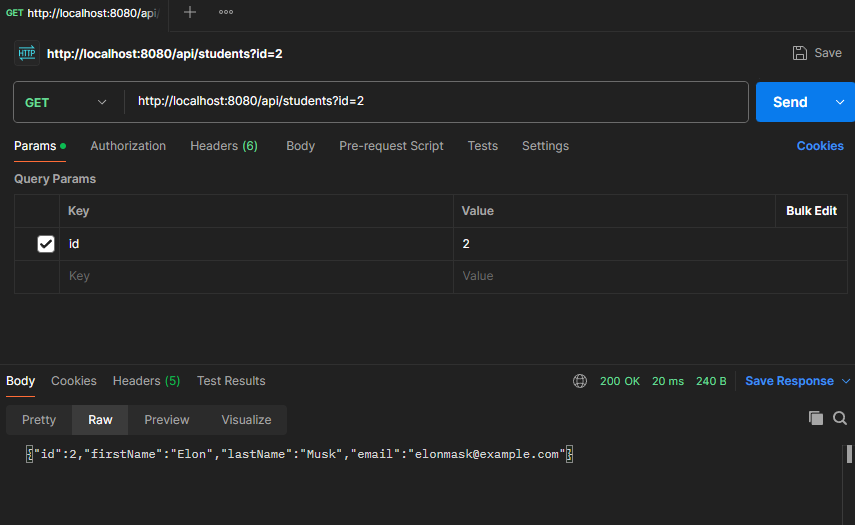 GET http://localhost:8080/api/
HTTP http://localhost:8080/api/students?id=2 Save
GET http://localhost:8080/api/students?id=2 Send
Params Authorization Headers (6) Body Pre-request Script Tests Settings Cookies
Query Params
Key Value Bulk Edit
id 2
Key Value
Body Cookies Headers (5) Test Results 200 OK 20 ms 240 B Save Response
Pretty Raw Preview Visualize
{"id":2,"firstName":"Elon","lastName":"Musk","email":"elonmask@example.com"}